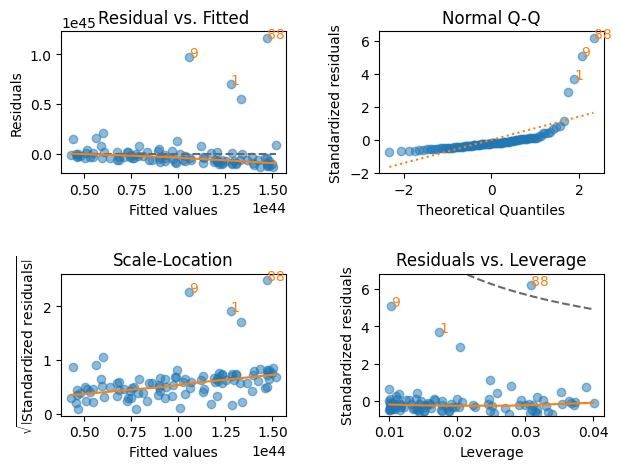 Residual vs. Fitted
1e45
1.0
0.5
0.0
Residuals
88
9
1
0.50
0.75
1.00
1.25
1.50
1e44
Fitted values
Normal Q-Q
6
4
2
0
−2
Standardized residuals
88
9
1
−2
0
2
Theoretical Quantiles
Scale-Location
2
1
0
√|Standardized residuals|
88
9
1
0.50
0.75
1.00
1.25
1.50
1e44
Fitted values
Residuals vs. Leverage
6
4
2
0
Standardized residuals
88
9
1
0.01
0.02
0.03
0.04
Leverage